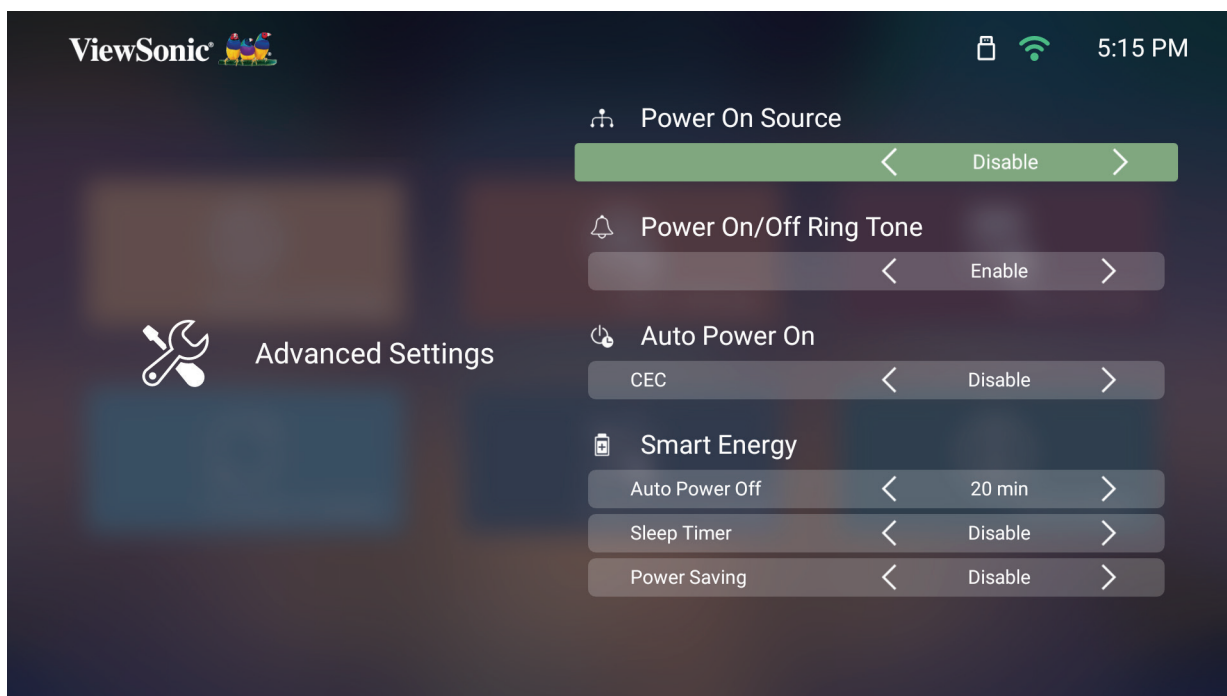 ViewSonic®
5:15 PM
Power On Source
Disable
Power On/Off Ring Tone
Enable
Advanced Settings
Auto Power On
CEC Disable
Smart Energy
Auto Power Off 20 min
Sleep Timer Disable
Power Saving Disable